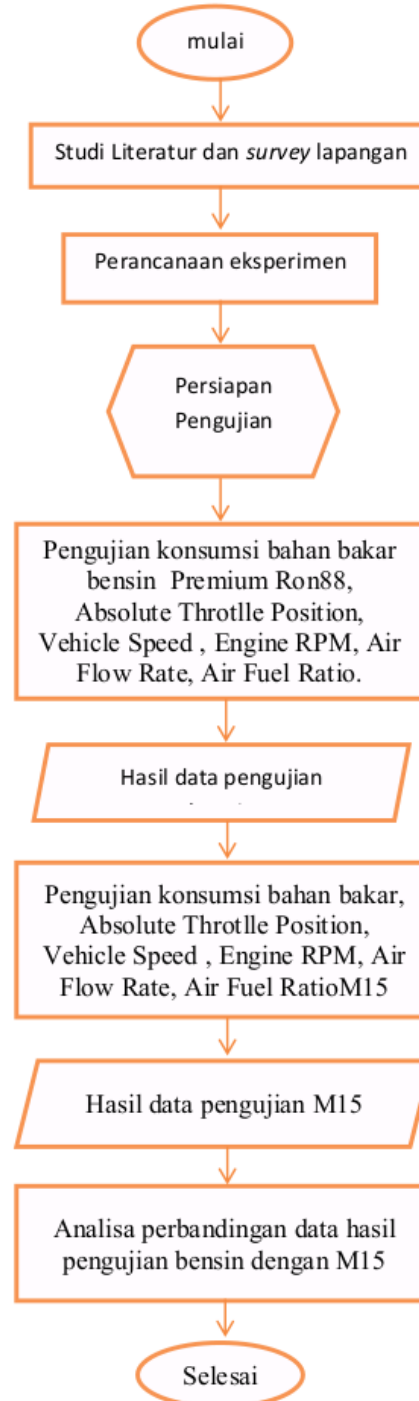 mulai
Studi Literatur dan survey lapangan
Perancanaan eksperimen
Persiapan
Pengujian
Pengujian konsumsi bahan bakar
bensin Premium Ron88,
Absolute Throtlle Position,
Vehicle Speed , Engine RPM, Air
Flow Rate, Air Fuel Ratio.
Hasil data pengujian
Pengujian konsumsi bahan bakar,
Absolute Throtlle Position,
Vehicle Speed , Engine RPM, Air
Flow Rate, Air Fuel RatioM15
Hasil data pengujian M15
Analisa perbandingan data hasil
pengujian bensin dengan M15
Selesai